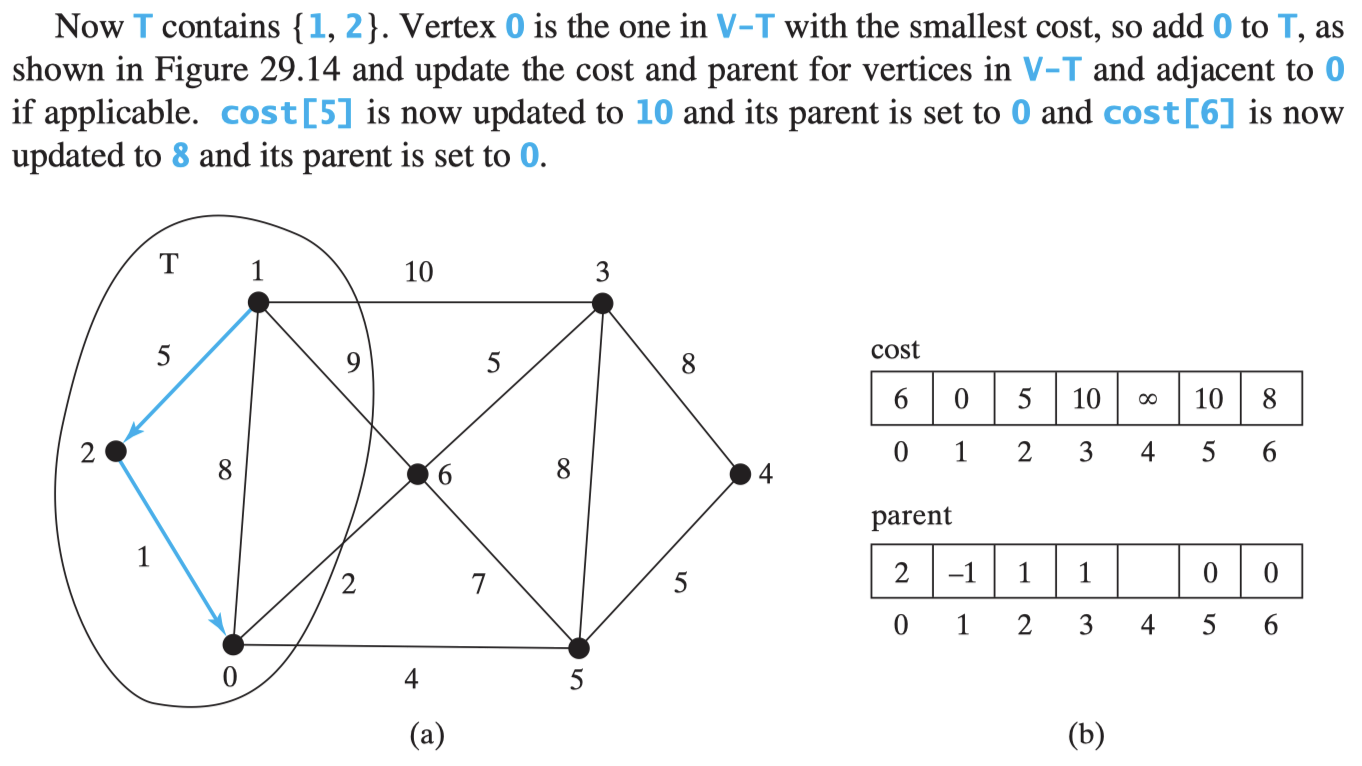 Now T contains {1, 2}. Vertex 0 is the one in V–T with the smallest cost, so add 0 to T, as
shown in Figure 29.14 and update the cost and parent for vertices in V–T and adjacent to 0
if applicable. cost[5] is now updated to 10 and its parent is set to 0 and cost[6] is now
updated to 8 and its parent is set to 0.
T
1
10
3
5
9
5
8
2
8
6
8
4
1
2
7
5
0
4
5
(a)
cost
6 0 5 10 ∞ 10 8
0 1 2 3 4 5 6
parent
2 –1 1 1 0 0
0 1 2 3 4 5 6
(b)